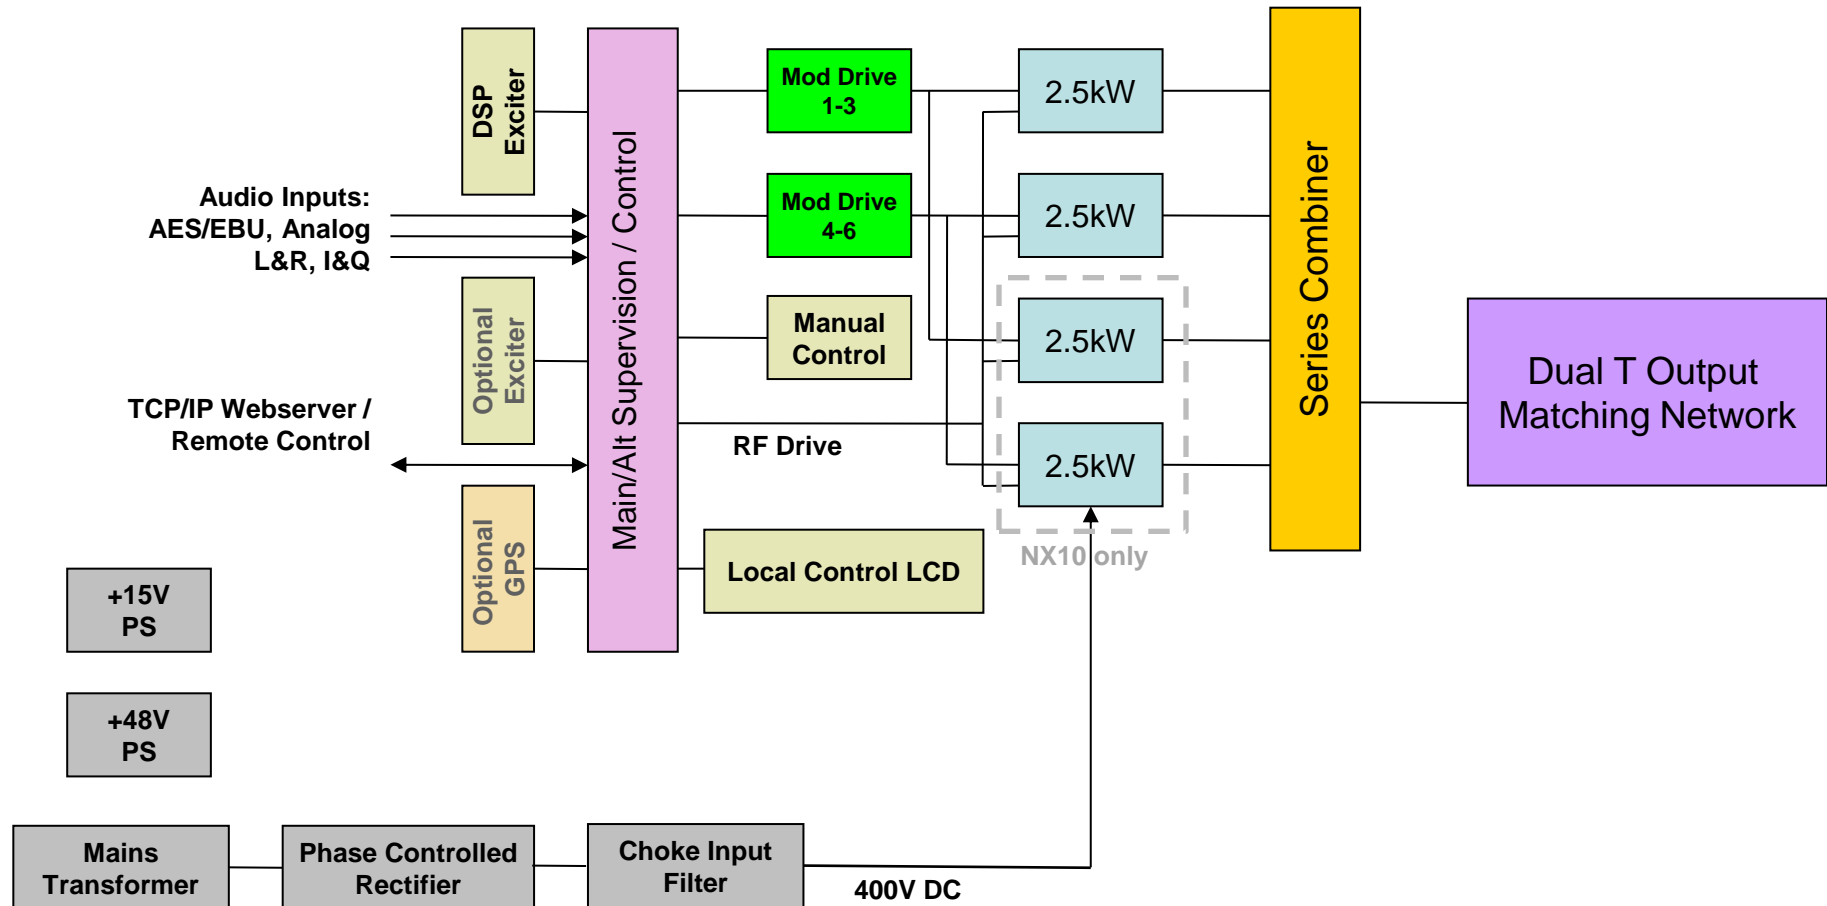 DSP
Exciter
Audio Inputs:
AES/EBU, Analog
L&R, I&Q
Optional
Exciter
TCP/IP Webserver /
Remote Control
Optional
GPS
Main/Alt Supervision / Control
Mod Drive
1-3
Mod Drive
4-6
Manual
Control
RF Drive
Local Control LCD
2.5kW
2.5kW
2.5kW
2.5kW
NX10 only
Series Combiner
Dual T Output
Matching Network
+15V
PS
+48V
PS
Mains
Transformer
Phase Controlled
Rectifier
Choke Input
Filter
400V DC